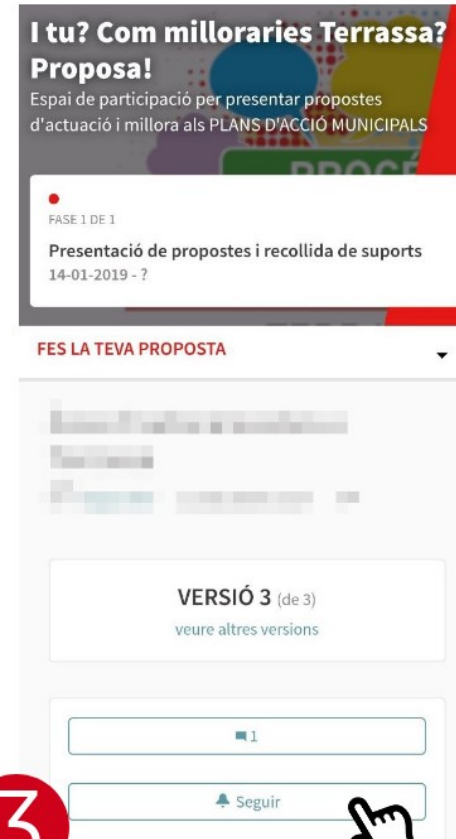 I tu? Com milloraries Terrassa?
Proposa!
Espai de participació per presentar propostes
d'actuació i millora als PLANS D'ACCIÓ MUNICIPALS
FASE 1 DE 1
Presentació de propostes i recollida de suports
14-01-2019 - ?
FES LA TEVA PROPOSTA
VERSIÓ 3 (de 3)
veure altres versions
1
Seguir
3